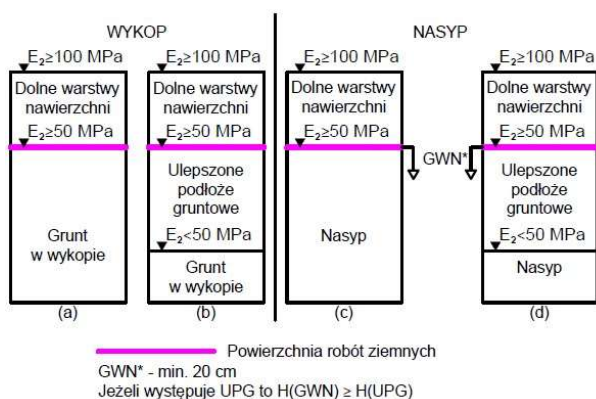 WYKOP
NASYP
E₂≥100 MPa
E₂≥100 MPa
E₂≥100 MPa
E₂≥100 MPa
Dolne warstwy
nawierzchni
Dolne warstwy
nawierzchni
Dolne warstwy
nawierzchni
Dolne warstwy
nawierzchni
E₂≥50 MPa
E₂≥50 MPa
E₂≥50 MPa
E₂≥50 MPa
GWN*
Grunt
w wykopie
Ulepszone
podłoże
gruntowe
E₂<50 MPa
Grunt
w wykopie
Nasyp
Ulepszone
podłoże
gruntowe
E₂<50 MPa
Nasyp
(a)
(b)
(c)
(d)
Powierzchnia robót ziemnych
GWN* - min. 20 cm
Jeżeli występuje UPG to H(GWN) ≥ H(UPG)